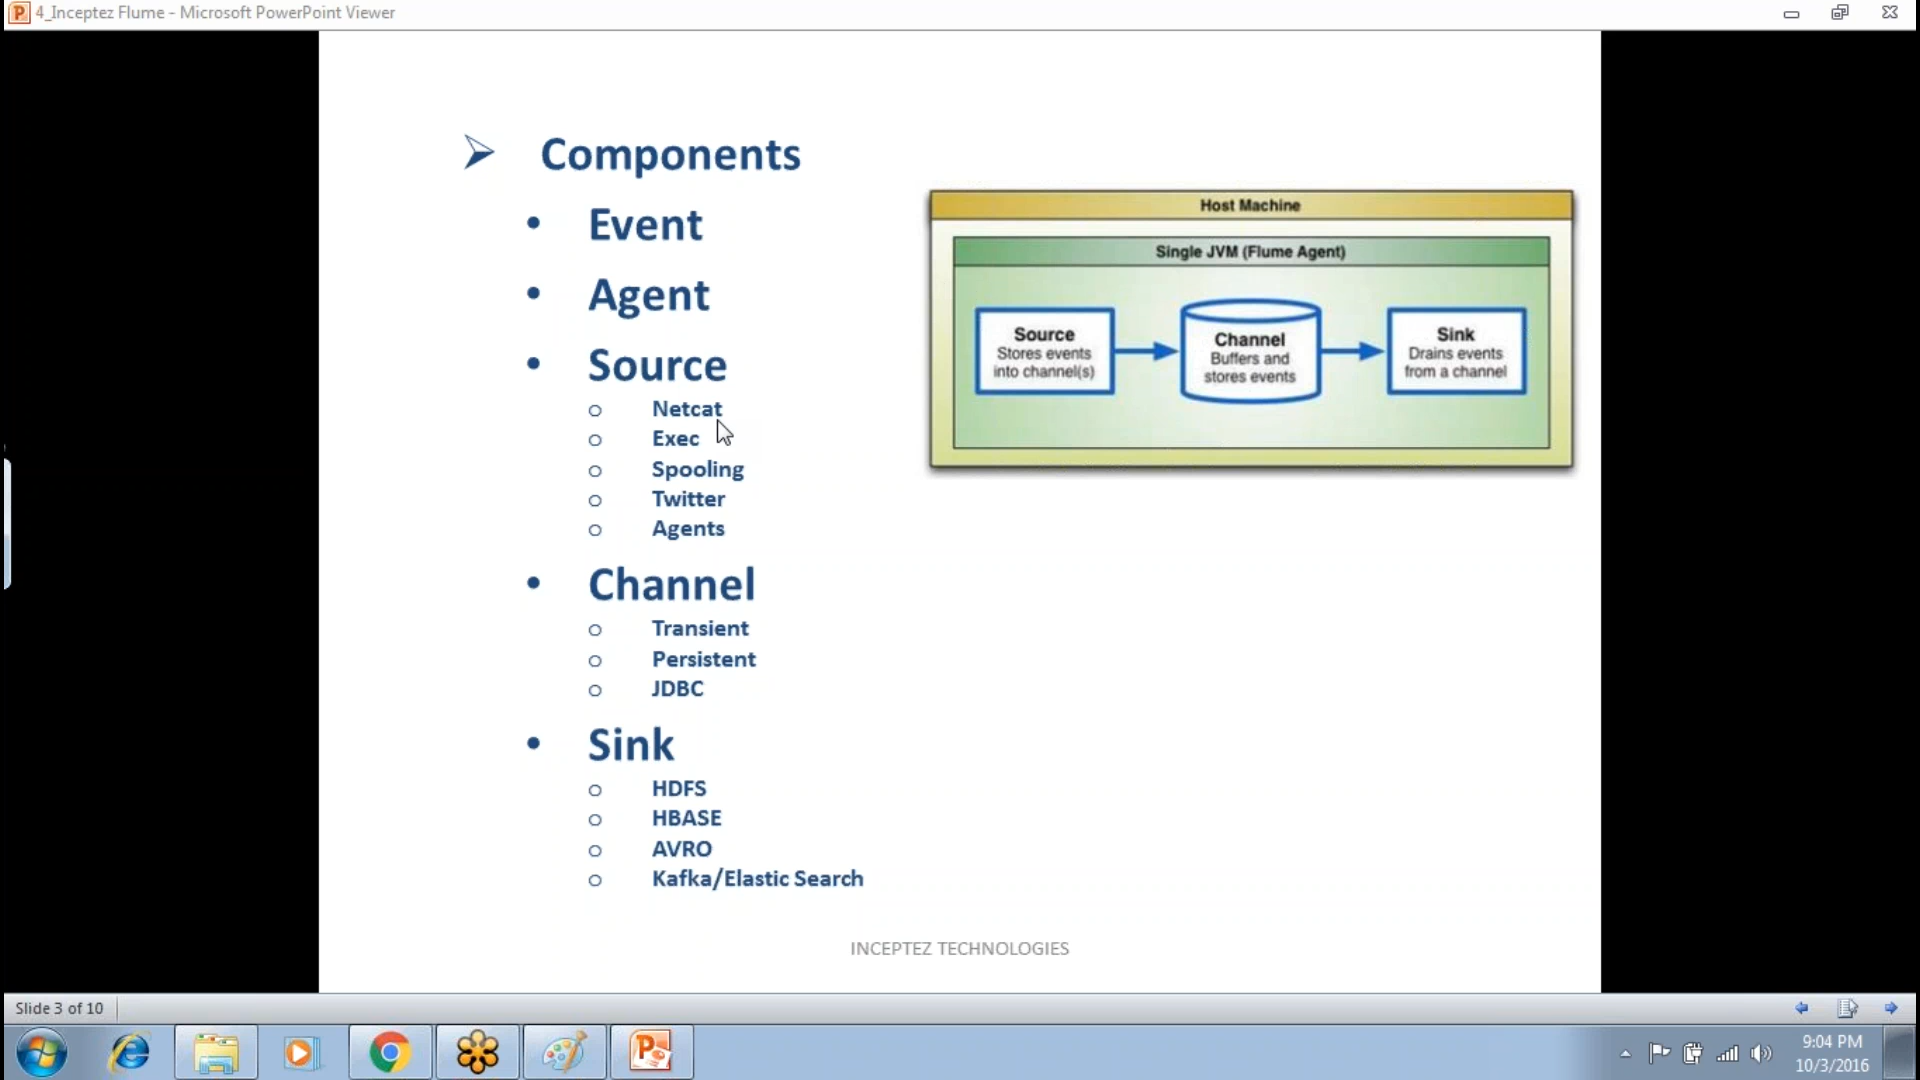 4_Inceptez Flume - Microsoft PowerPoint Viewer
Components
Event
Agent
Source
Netcat
Exec
Spooling
Twitter
Agents
Channel
Transient
Persistent
JDBC
Sink
HDFS
HBASE
AVRO
Kafka/Elastic Search
Host Machine
Single JVM (Flume Agent)
Source
Stores events
into channel(s)
Channel
Buffers and
stores events
Sink
Drains events
from a channel
INCEPTEZ TECHNOLOGIES
Slide 3 of 10
9:04 PM
10/3/2016